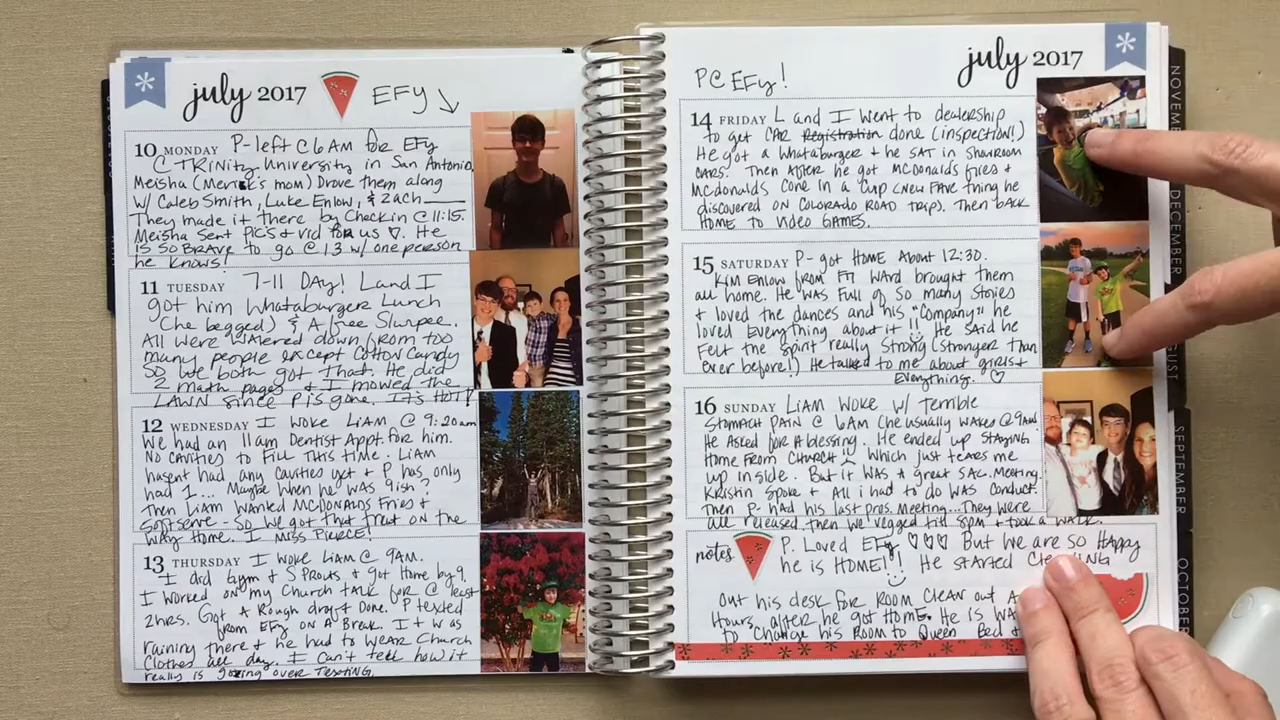 july 2017
EFY
10 MONDAY P-left @ 6AM for EFY
@ TRiNity University in San Antonio.
Meisha (Merrick's mom) Drove them along
w/ Caleb Smith, Luke Enlow, & Zach
They made it there by Checkin @ 11:15.
Meisha Sent Pic's & vid for us ♡. He
is SO BRAVE to go @ 13 w/ one person
he knows!
11 TUESDAY 7-11 DAY! L and I
got him Whataburger Lunch
(he begged) & A free Slurpee.
All were watered down from too
many people except Cotton Candy
SO we both got That. He did
2 math pages & I mowed the
LAWN since P is gone. It's HOT!
12 WEDNESDAY I WOKE LiAM @ 9:20am
We had an 11am Dentist Appt. for him.
NO CAVITIES to Fill THIS TIME. LiAM
hasent had any Cavities yet & P has only
had 1... Maybe when he was 9ish?
Then LiAM WANTED McDONALDS Fries &
Softserve - SO WE got THAT TREAT ON the
WAY Home. I Miss PiERCE!
13 THURSDAY I WOKE LiAM @ 9AM.
I did Gym & SPROUTS & got Home by 9.
I worked on my Church TALK for @ least
2hrs. Got A Rough draft Done. P texted
from EFY on A Break. It was
raining there & he had to WEAR Church
Clothes all day. I can't tell how it
really is going over Texting.
july 2017
PC EFY!
14 FRIDAY L and I Went to dealership
to get CAR Registration done (inspection!)
He got a Whataburger & he SAT in Showroom
CARS. Then After he got McDonalds fries &
McDonalds Cone in a Cup (New Fave thing he
discovered ON COLORADO ROAD TRIP). Then BACK
HOME to Video GAMES.
15 SATURDAY P- got HOME About 12:30.
Kim Enlow from F7 WARD brought them
all home. He was Full of SO Many Stories
& loved the dances and his "Company" he
loved Everything about it!! He SAID he
Felt the Spirit really Strong (Stronger than
Ever before!) He talked to me about girls &
Everything. ♡
16 SUNDAY LiAM WOKE w/ Terrible
Stomach PAiN @ 6AM (he usually wakes @ 9am)
He Asked for A blessing. He ended up STAYiNG
Home From CHURCH Which just tears me
up inside. But it WAS A great SAC. Meeting
Kristin Spoke & All i had to do WAS Conduct.
Then P- had His last pres. Meeting... They were
all released. then we vegged till 8pm & took a WALK.
notes P. Loved EFY ♡♡♡ But we are SO Happy
he is HOME!! He started
Out his desk for ROOM CLEAN OUT
Hours after he got HOME. He is
to change his Room to Queen Bed &
NOVEMBER
DECEMBER
AUGUST
SEPTEMBER
OCTOBER